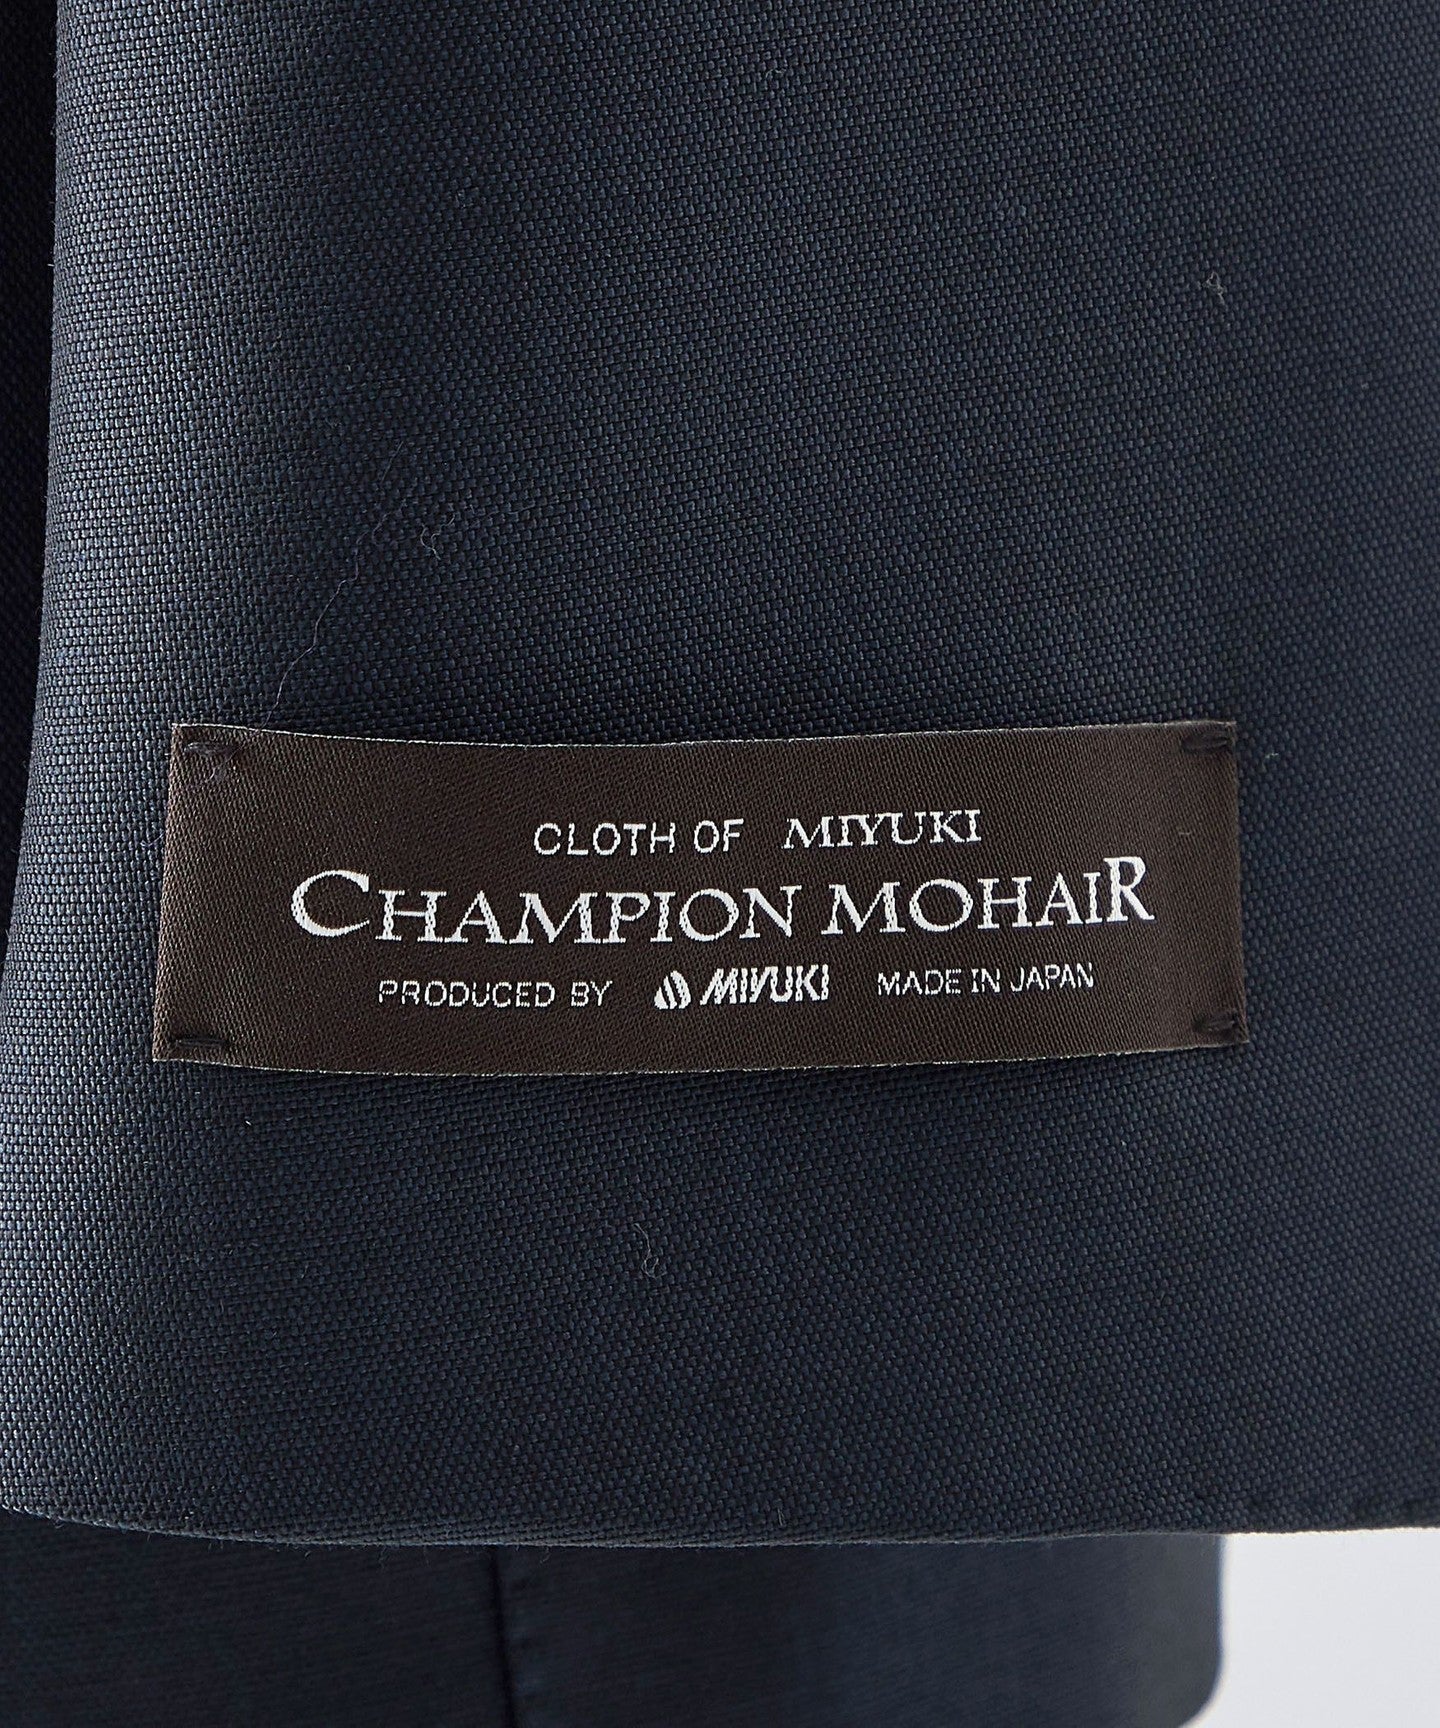 CLOTH OF MIYUKI
CHAMPION MOHAIR
PRODUCED BY MIYUKI MADE IN JAPAN